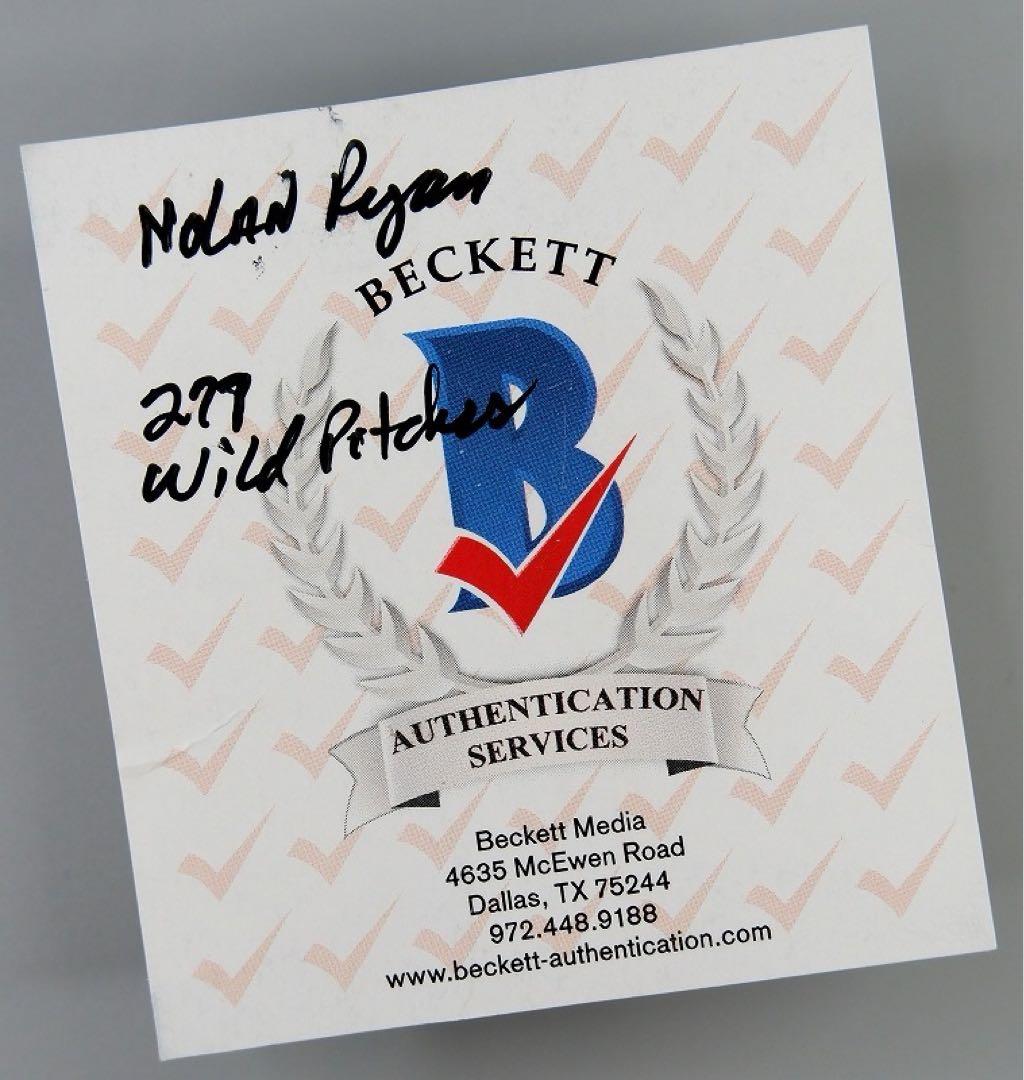 Nolan Ryan
BECKETT
279
Wild Pitches
B
AUTHENTICATION
SERVICES
Beckett Media
4635 McEwen Road
Dallas, TX 75244
972.448.9188
www.beckett-authentication.com